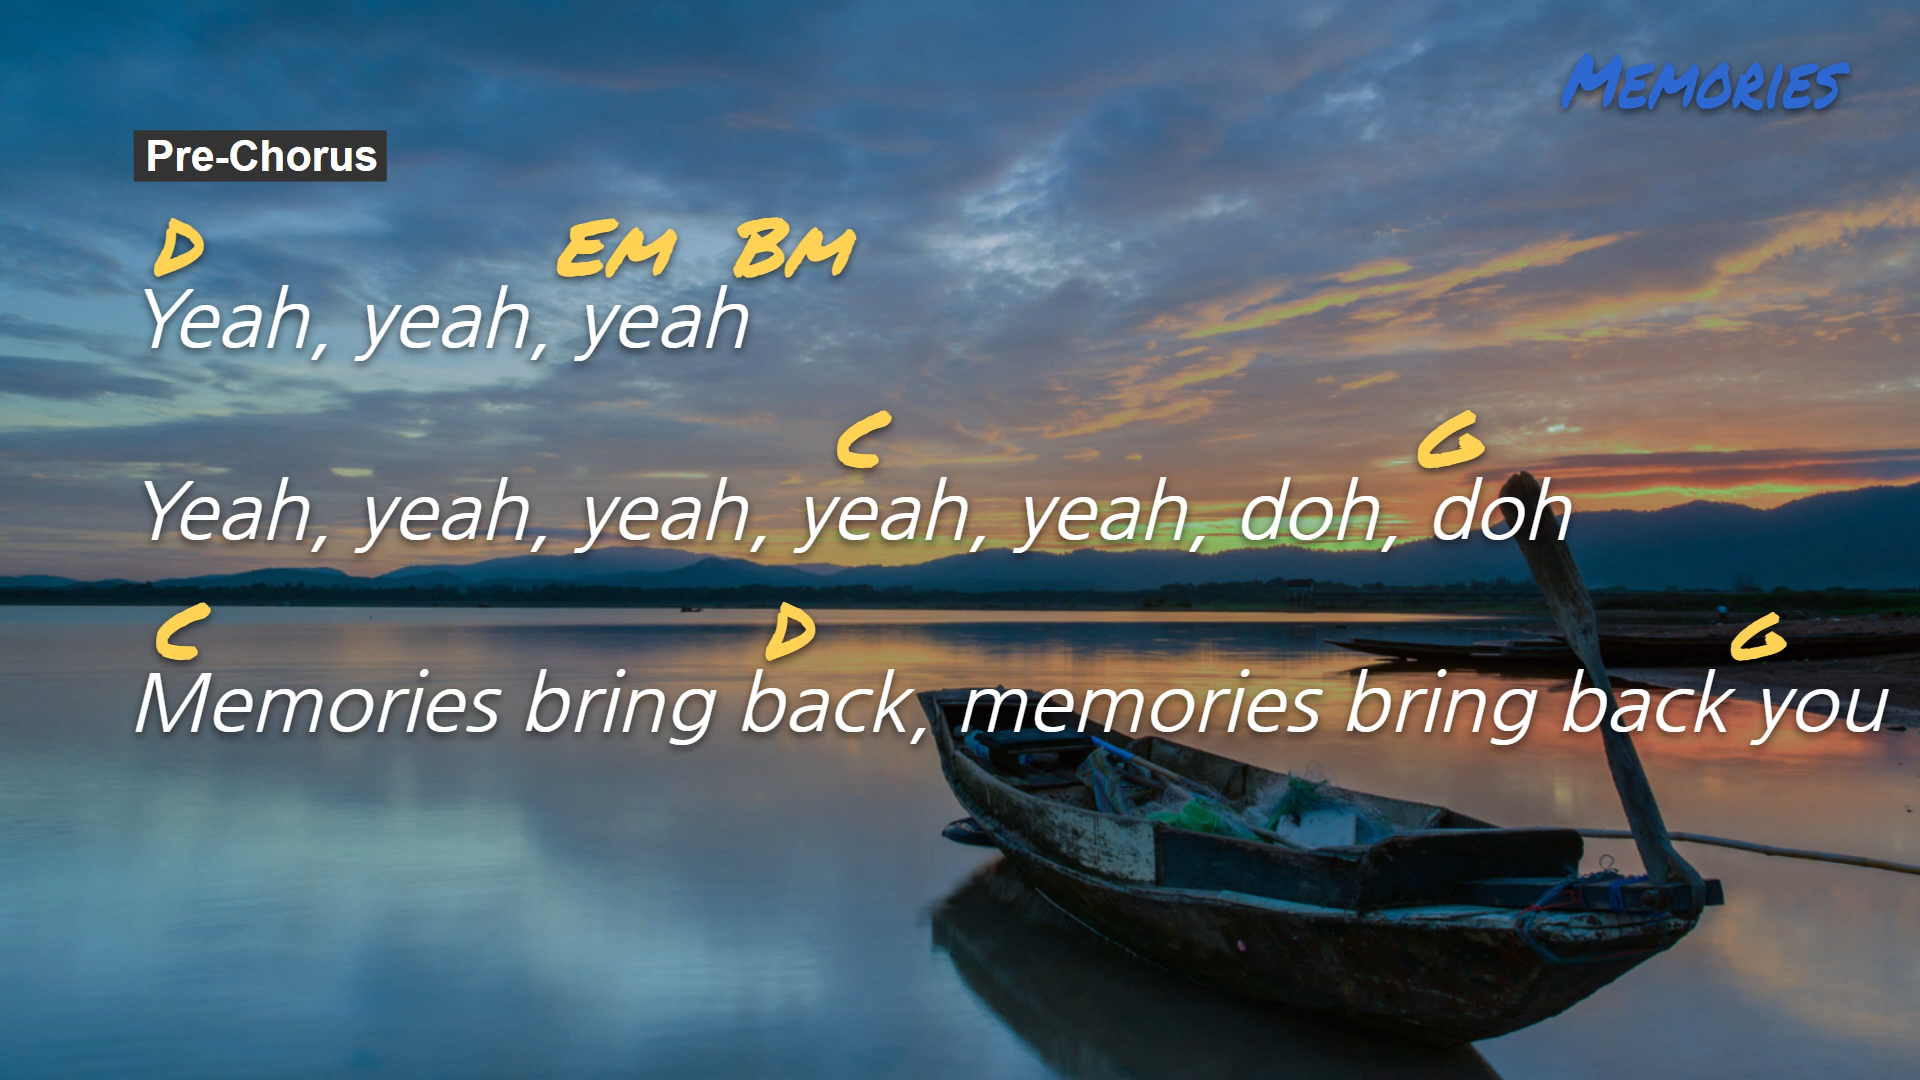 Memories
Pre-Chorus
D Em Bm
Yeah, yeah, yeah
C G
Yeah, yeah, yeah, yeah, yeah, doh, doh
C D G
Memories bring back, memories bring back you